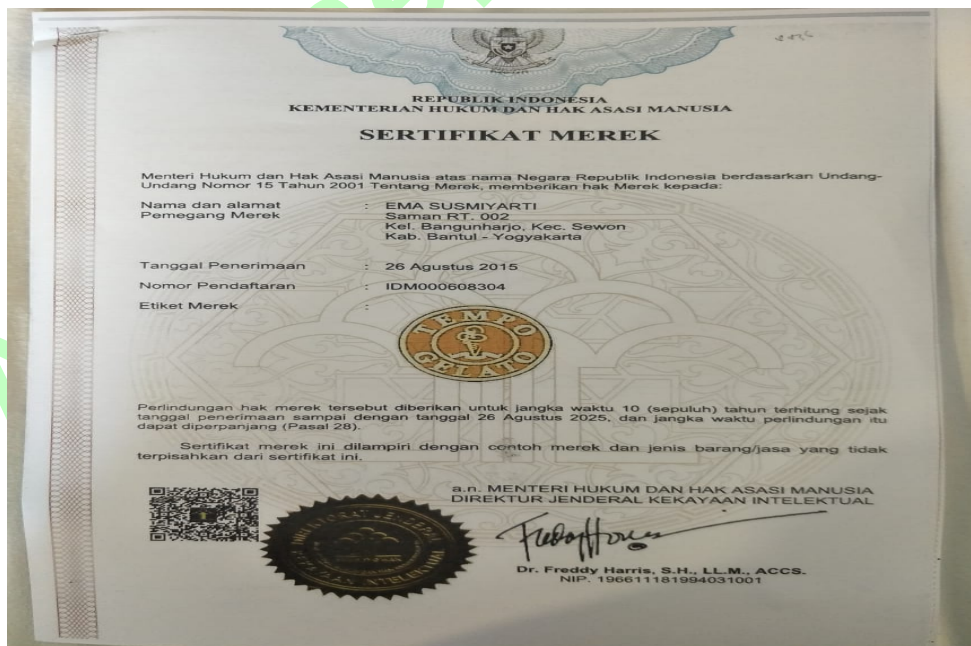 REPUBLIK INDONESIA
KEMENTERIAN HUKUM DAN HAK ASASI MANUSIA
SERTIFIKAT MEREK
Menteri Hukum dan Hak Asasi Manusia atas nama Negara Republik Indonesia berdasarkan Undang-
Undang Nomor 15 Tahun 2001 Tentang Merek, memberikan hak Merek kepada:
Nama dan alamat : EMA SUSMIYARTI
Pemegang Merek Saman RT. 002
Kel. Bangunharjo, Kec. Sewon
Kab. Bantul - Yogyakarta
Tanggal Penerimaan : 26 Agustus 2015
Nomor Pendaftaran : IDM000608304
Etiket Merek :
TEMPO
GELATO
Perlindungan hak merek tersebut diberikan untuk jangka waktu 10 (sepuluh) tahun terhitung sejak
tanggal penerimaan sampai dengan tanggal 26 Agustus 2025, dan jangka waktu perlindungan itu
dapat diperpanjang (Pasal 28).
Sertifikat merek ini dilampiri dengan contoh merek dan jenis barang/jasa yang tidak
terpisahkan dari sertifikat ini.
a.n. MENTERI HUKUM DAN HAK ASASI MANUSIA
DIREKTUR JENDERAL KEKAYAAN INTELEKTUAL
Dr. Freddy Harris, S.H., LL.M., ACCS.
NIP. 196611181994031001